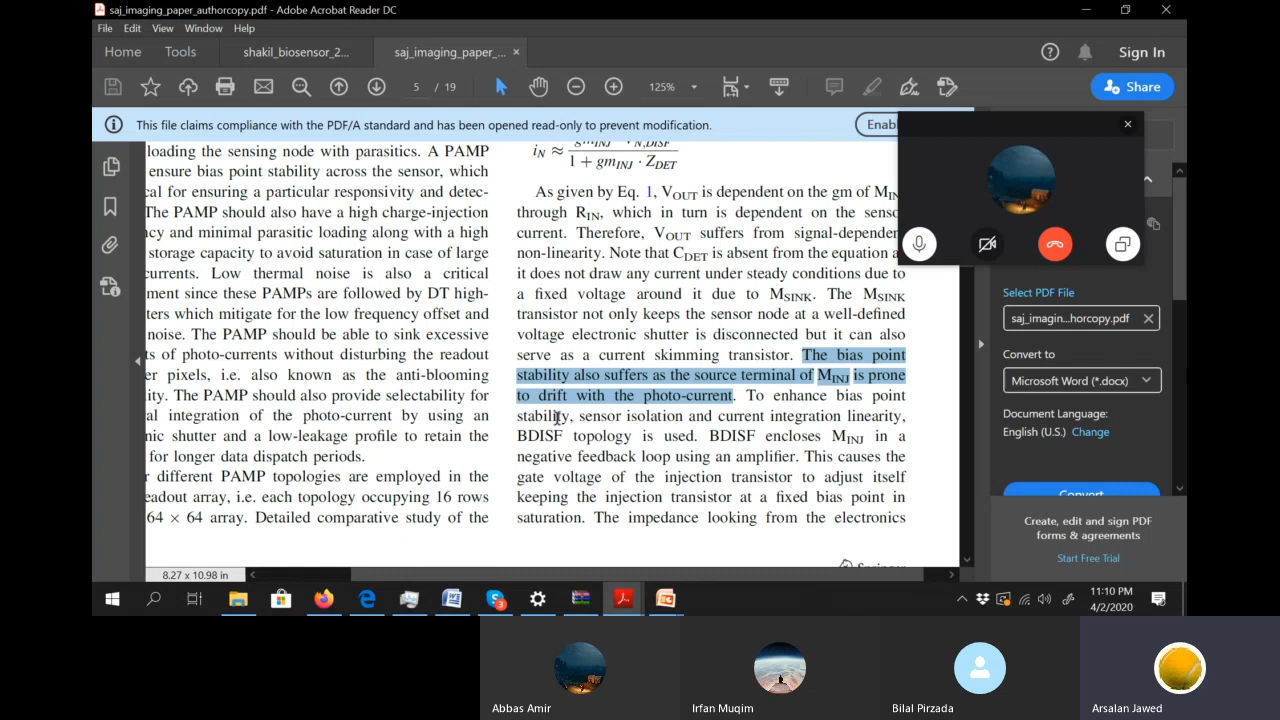 saj_imaging_paper_authorcopy.pdf - Adobe Acrobat Reader DC
File Edit View Window Help
Home Tools shakil_biosensor_2... saj_imaging_paper_... × Sign In
5 / 19 125% Share
This file claims compliance with the PDF/A standard and has been opened read-only to prevent modification. Enab
loading the sensing node with parasitics. A PAMP
ensure bias point stability across the sensor, which
cal for ensuring a particular responsivity and detec-
The PAMP should also have a high charge-injection
cy and minimal parasitic loading along with a high
storage capacity to avoid saturation in case of large
currents. Low thermal noise is also a critical
ment since these PAMPs are followed by DT high-
ters which mitigate for the low frequency offset and
noise. The PAMP should be able to sink excessive
ts of photo-currents without disturbing the readout
er pixels, i.e. also known as the anti-blooming
lity. The PAMP should also provide selectability for
al integration of the photo-current by using an
nic shutter and a low-leakage profile to retain the
for longer data dispatch periods.
r different PAMP topologies are employed in the
eadout array, i.e. each topology occupying 16 rows
64 × 64 array. Detailed comparative study of the
iN ≈ gmINJ · iN,DISF
1 + gmINJ · ZDET
As given by Eq. 1, VOUT is dependent on the gm of MIN
through RIN, which in turn is dependent on the senso
current. Therefore, VOUT suffers from signal-dependen
non-linearity. Note that CDET is absent from the equation a
it does not draw any current under steady conditions due to
a fixed voltage around it due to MSINK. The MSINK
transistor not only keeps the sensor node at a well-defined
voltage electronic shutter is disconnected but it can also
serve as a current skimming transistor. The bias point
stability also suffers as the source terminal of MINJ is prone
to drift with the photo-current. To enhance bias point
stability, sensor isolation and current integration linearity,
BDISF topology is used. BDISF encloses MINJ in a
negative feedback loop using an amplifier. This causes the
gate voltage of the injection transistor to adjust itself
keeping the injection transistor at a fixed bias point in
saturation. The impedance looking from the electronics
Springer
Select PDF File
saj_imagin...horcopy.pdf
Convert to
Microsoft Word (*.docx)
Document Language:
English (U.S.) Change
Convert
Create, edit and sign PDF
forms & agreements
Start Free Trial
8.27 x 10.98 in
11:10 PM
4/2/2020
Abbas Amir
Irfan Muqim
Bilal Pirzada
Arsalan Jawed